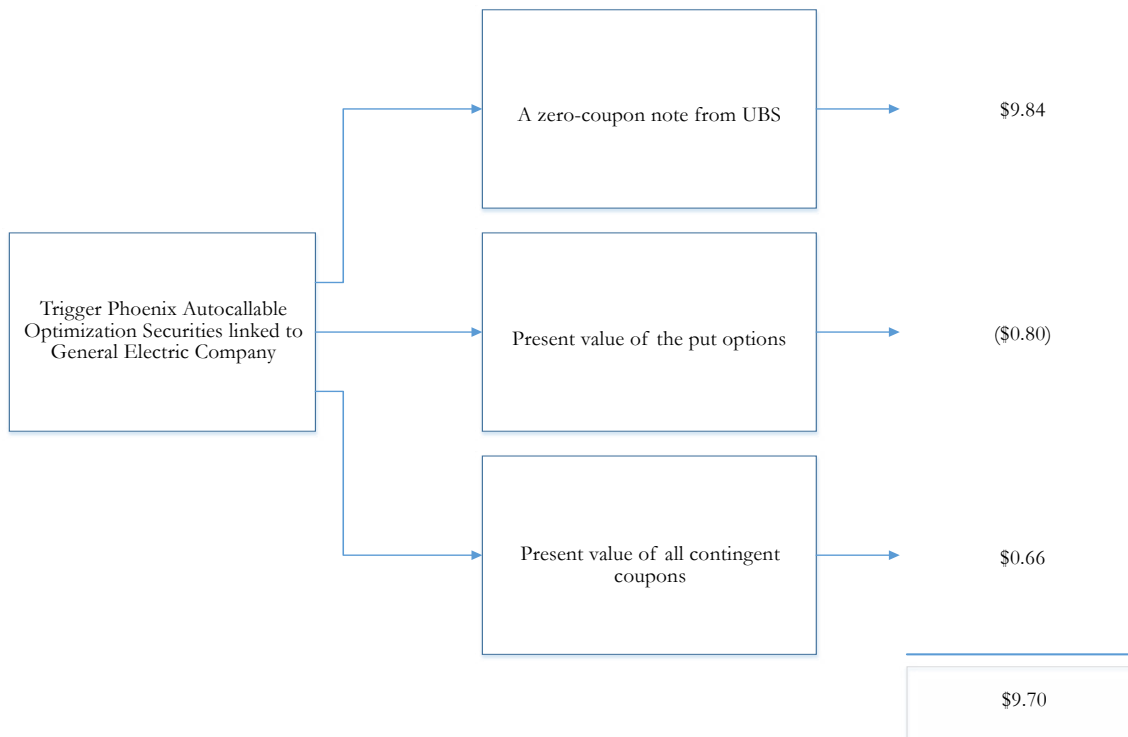 A zero-coupon note from UBS
$9.84
Trigger Phoenix Autocallable
Optimization Securities linked to
General Electric Company
Present value of the put options
($0.80)
Present value of all contingent
coupons
$0.66
$9.70